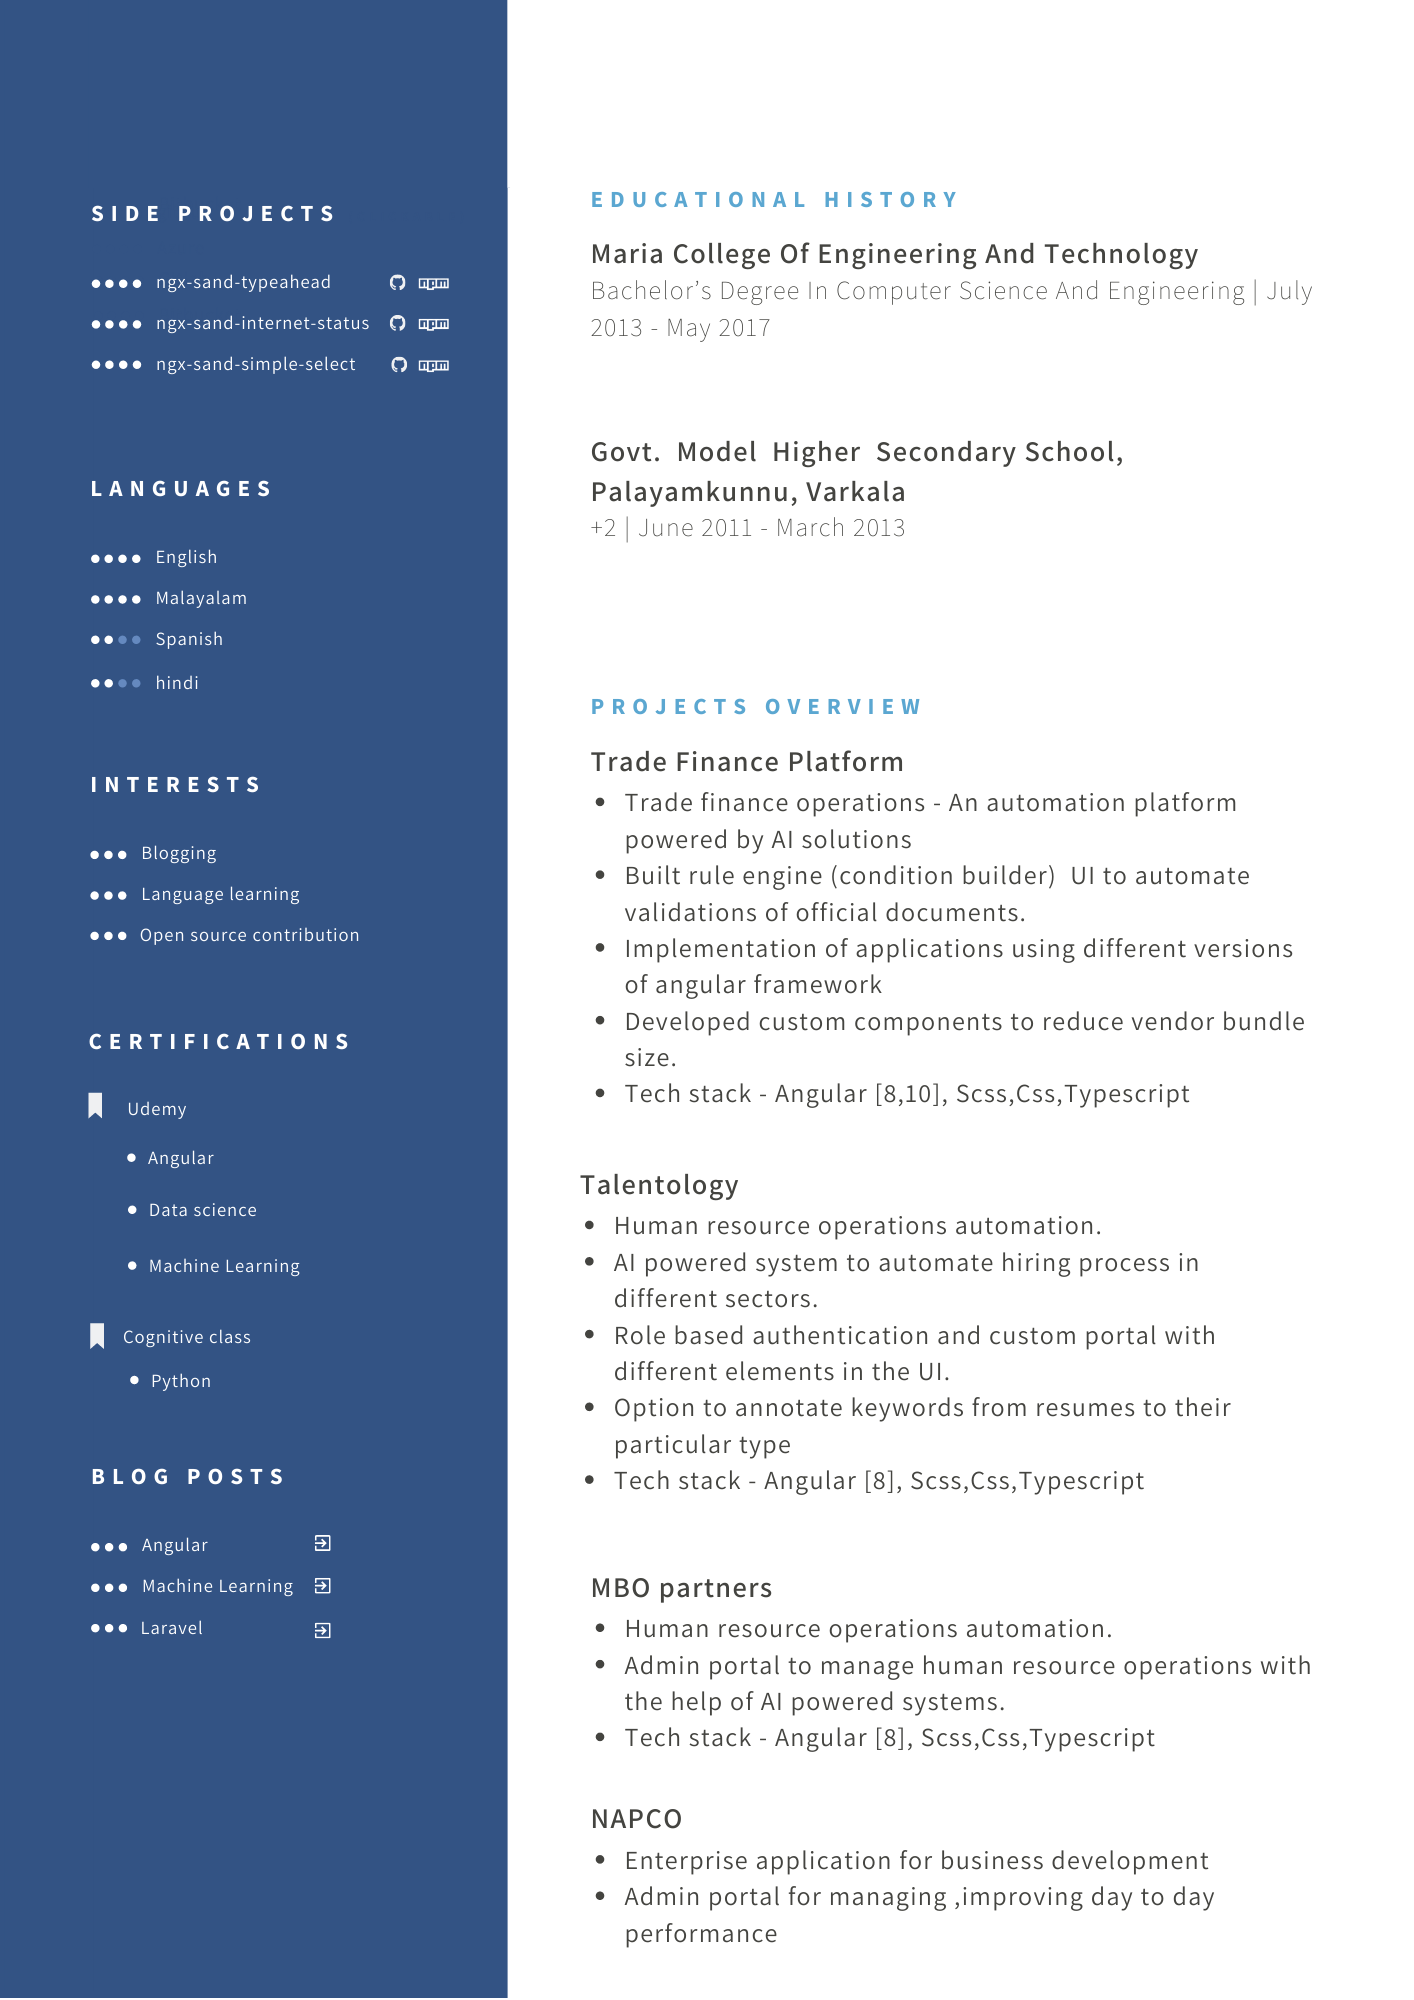 SIDE PROJECTS
ngx-sand-typeahead npm
ngx-sand-internet-status npm
ngx-sand-simple-select npm
LANGUAGES
English
Malayalam
Spanish
hindi
INTERESTS
Blogging
Language learning
Open source contribution
CERTIFICATIONS
Udemy
Angular
Data science
Machine Learning
Cognitive class
Python
BLOG POSTS
Angular
Machine Learning
Laravel
EDUCATIONAL HISTORY
Maria College Of Engineering And Technology
Bachelor’s Degree In Computer Science And Engineering | July
2013 - May 2017
Govt. Model Higher Secondary School,
Palayamkunnu, Varkala
+2 | June 2011 - March 2013
PROJECTS OVERVIEW
Trade Finance Platform
Trade finance operations - An automation platform
powered by AI solutions
Built rule engine (condition builder) UI to automate
validations of official documents.
Implementation of applications using different versions
of angular framework
Developed custom components to reduce vendor bundle
size.
Tech stack - Angular [8,10], Scss,Css,Typescript
Talentology
Human resource operations automation.
AI powered system to automate hiring process in
different sectors.
Role based authentication and custom portal with
different elements in the UI.
Option to annotate keywords from resumes to their
particular type
Tech stack - Angular [8], Scss,Css,Typescript
MBO partners
Human resource operations automation.
Admin portal to manage human resource operations with
the help of AI powered systems.
Tech stack - Angular [8], Scss,Css,Typescript
NAPCO
Enterprise application for business development
Admin portal for managing ,improving day to day
performance